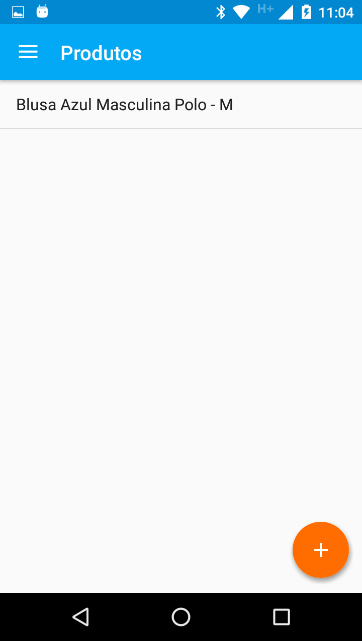 H+ 11:04
Produtos
Blusa Azul Masculina Polo - M
+